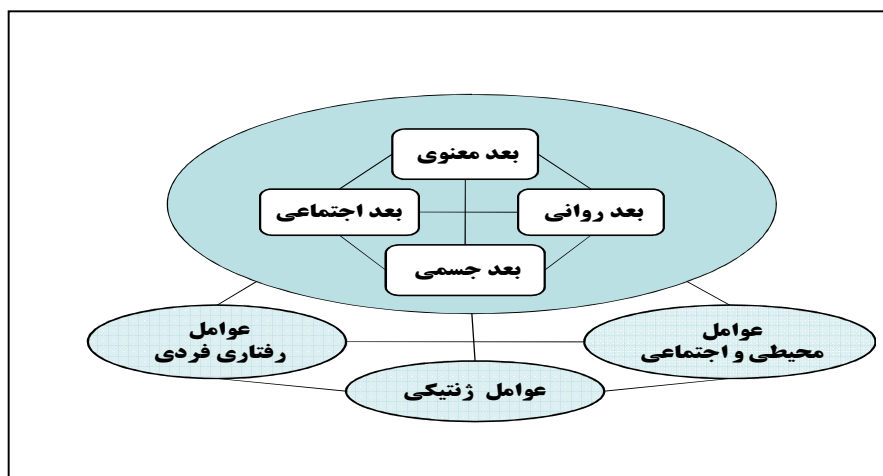 بعد معنوی
بعد روانی
بعد اجتماعی
بعد جسمی
عوامل
محیطی و اجتماعی
عوامل
رفتاری فردی
عوامل ژنتیکی